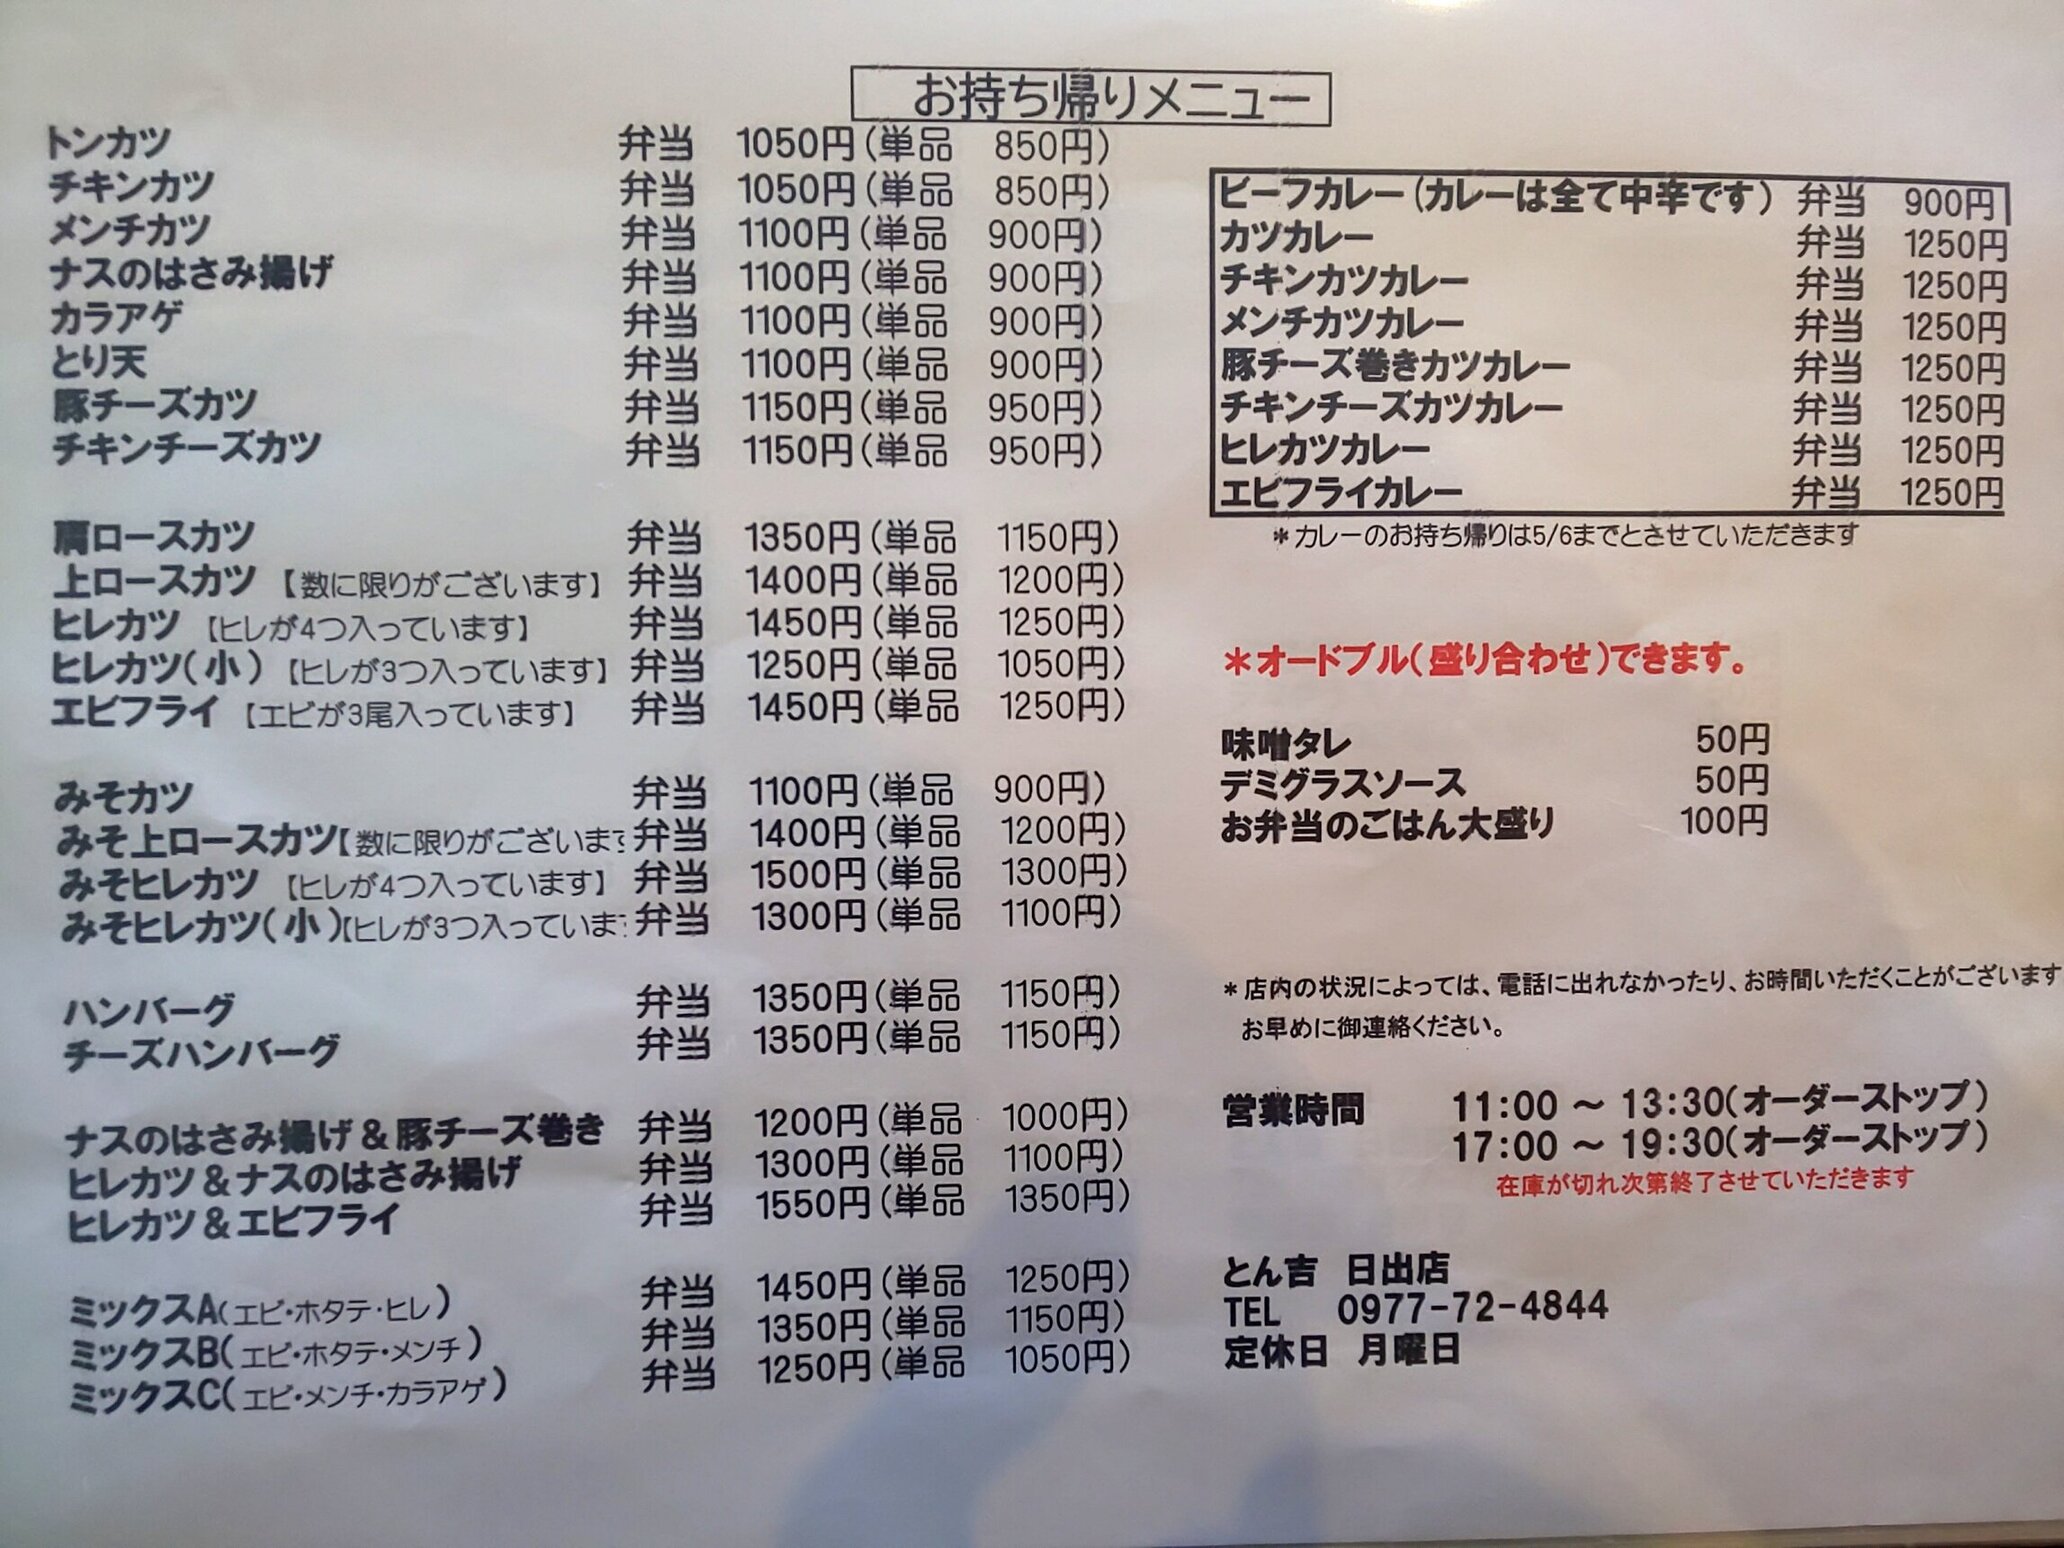 お持ち帰りメニュー
トンカツ 弁当 1050円(単品 850円)
チキンカツ 弁当 1050円(単品 850円)
メンチカツ 弁当 1100円(単品 900円)
ナスのはさみ揚げ 弁当 1100円(単品 900円)
カラアゲ 弁当 1100円(単品 900円)
とり天 弁当 1100円(単品 900円)
豚チーズカツ 弁当 1150円(単品 950円)
チキンチーズカツ 弁当 1150円(単品 950円)
肩ロースカツ 弁当 1350円(単品 1150円)
上ロースカツ 【数に限りがございます】 弁当 1400円(単品 1200円)
ヒレカツ 【ヒレが4つ入っています】 弁当 1450円(単品 1250円)
ヒレカツ(小) 【ヒレが3つ入っています】 弁当 1250円(単品 1050円)
エビフライ 【エビが3尾入っています】 弁当 1450円(単品 1250円)
みそカツ 弁当 1100円(単品 900円)
みそ上ロースカツ【数に限りがございます 弁当 1400円(単品 1200円)
みそヒレカツ 【ヒレが4つ入っています】 弁当 1500円(単品 1300円)
みそヒレカツ(小)【ヒレが3つ入っていま 弁当 1300円(単品 1100円)
ハンバーグ 弁当 1350円(単品 1150円)
チーズハンバーグ 弁当 1350円(単品 1150円)
ナスのはさみ揚げ&豚チーズ巻き 弁当 1200円(単品 1000円)
ヒレカツ&ナスのはさみ揚げ 弁当 1300円(単品 1100円)
ヒレカツ&エビフライ 弁当 1550円(単品 1350円)
ミックスA(エビ・ホタテ・ヒレ) 弁当 1450円(単品 1250円)
ミックスB(エビ・ホタテ・メンチ) 弁当 1350円(単品 1150円)
ミックスC(エビ・メンチ・カラアゲ) 弁当 1250円(単品 1050円)
ビーフカレー(カレーは全て中辛です) 弁当 900円
カツカレー 弁当 1250円
チキンカツカレー 弁当 1250円
メンチカツカレー 弁当 1250円
豚チーズ巻きカツカレー 弁当 1250円
チキンチーズカツカレー 弁当 1250円
ヒレカツカレー 弁当 1250円
エビフライカレー 弁当 1250円
*カレーのお持ち帰りは5/6までとさせていただきます
*オードブル(盛り合わせ)できます。
味噌タレ 50円
デミグラスソース 50円
お弁当のごはん大盛り 100円
*店内の状況によっては、電話に出れなかったり、お時間いただくことがございます
お早めに御連絡ください。
営業時間 11:00 ～ 13:30(オーダーストップ)
17:00 ～ 19:30(オーダーストップ)
在庫が切れ次第終了させていただきます
とん吉 日出店
TEL 0977-72-4844
定休日 月曜日